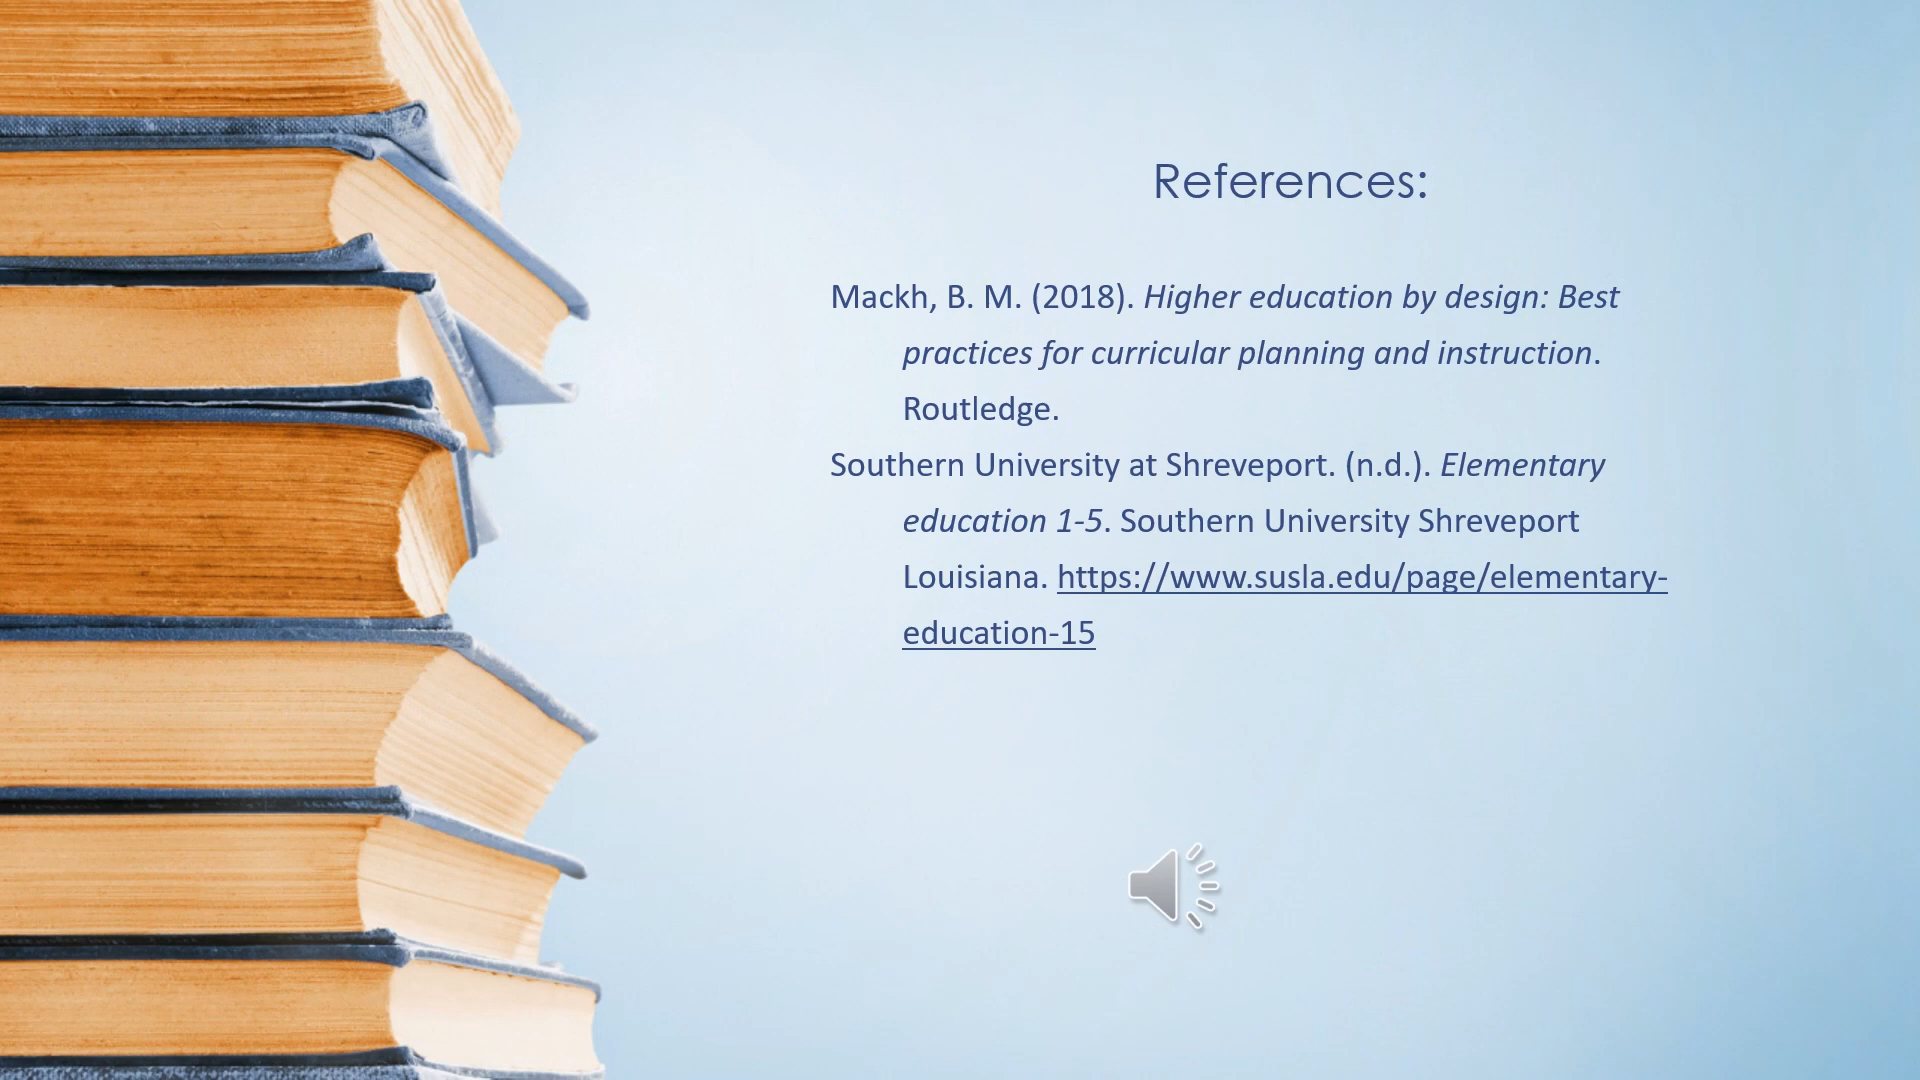 References:
Mackh, B. M. (2018). Higher education by design: Best
practices for curricular planning and instruction.
Routledge.
Southern University at Shreveport. (n.d.). Elementary
education 1-5. Southern University Shreveport
Louisiana. https://www.susla.edu/page/elementary-
education-15